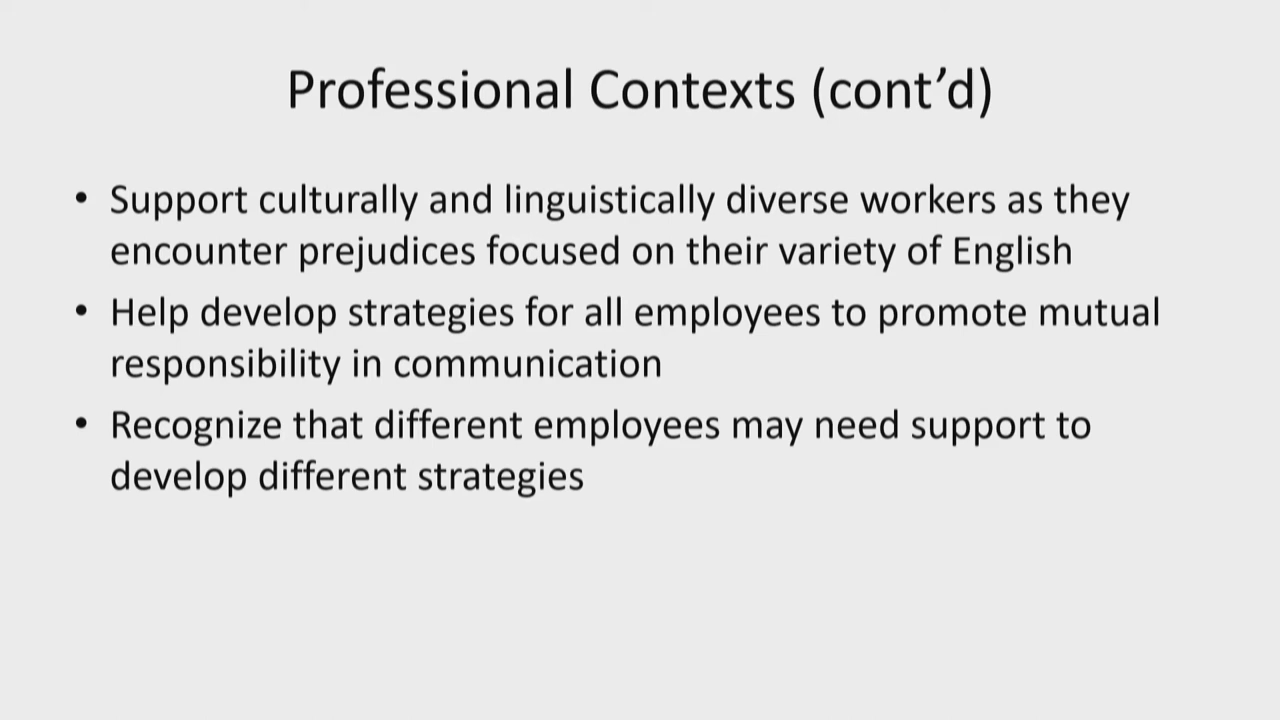 Professional Contexts (cont’d)
• Support culturally and linguistically diverse workers as they
encounter prejudices focused on their variety of English
• Help develop strategies for all employees to promote mutual
responsibility in communication
• Recognize that different employees may need support to
develop different strategies